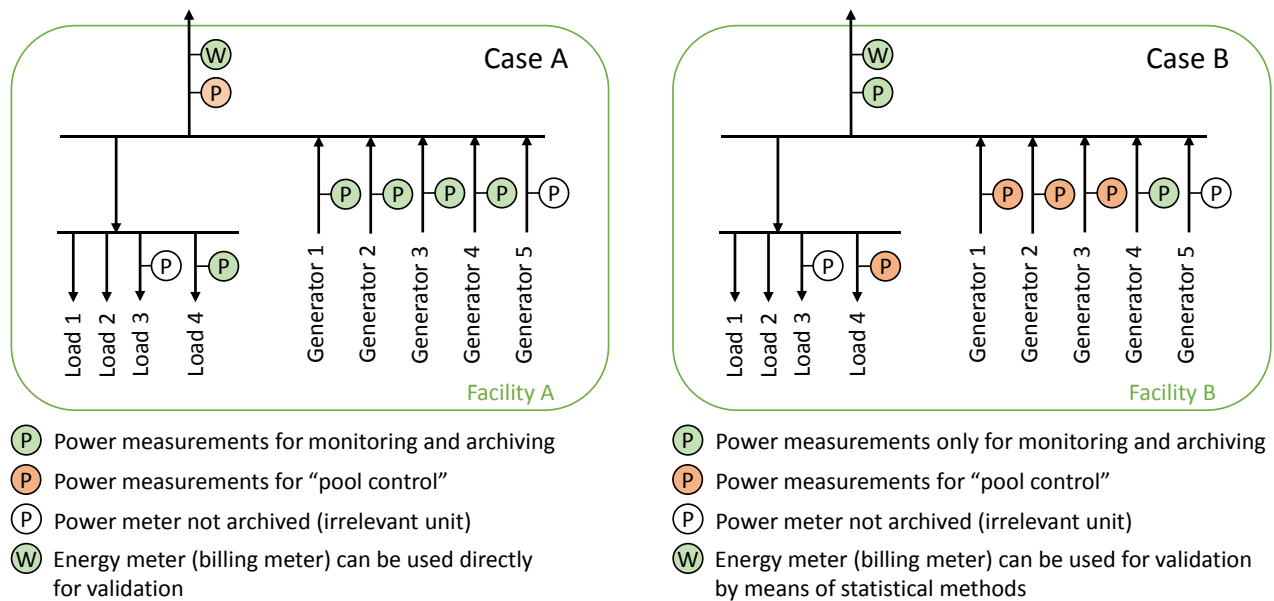 Case A
W
P
P
P
P
P
P
P
P
Load 1
Load 2
Load 3
Load 4
Generator 1
Generator 2
Generator 3
Generator 4
Generator 5
Facility A
P Power measurements for monitoring and archiving
P Power measurements for “pool control”
P Power meter not archived (irrelevant unit)
W Energy meter (billing meter) can be used directly
for validation
Case B
W
P
P
P
P
P
P
P
P
Load 1
Load 2
Load 3
Load 4
Generator 1
Generator 2
Generator 3
Generator 4
Generator 5
Facility B
P Power measurements only for monitoring and archiving
P Power measurements for “pool control”
P Power meter not archived (irrelevant unit)
W Energy meter (billing meter) can be used for validation
by means of statistical methods